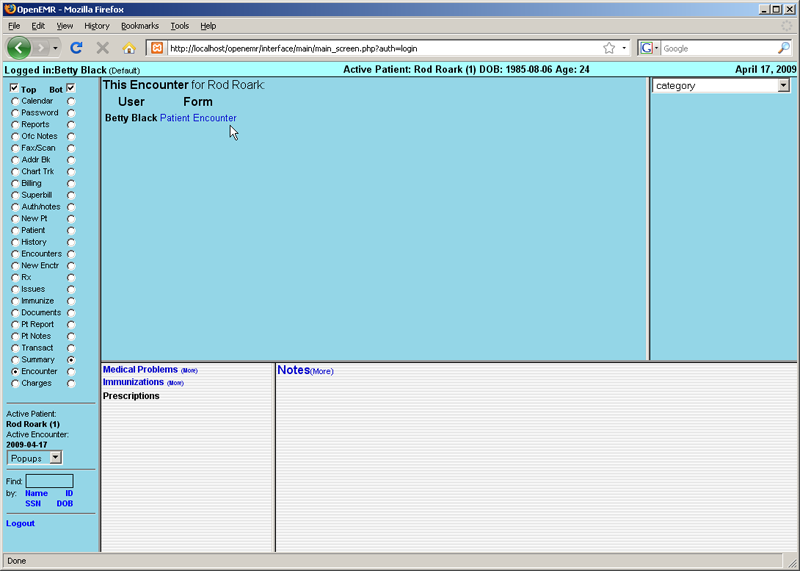 OpenEMR - Mozilla Firefox
File Edit View History Bookmarks Tools Help
http://localhost/openemr/interface/main/main_screen.php?auth=login
Google
Logged in:Betty Black (Default)
Active Patient: Rod Roark (1) DOB: 1985-08-06 Age: 24
April 17, 2009
Top Bot
Calendar
Password
Reports
Ofc Notes
Fax/Scan
Addr Bk
Chart Trk
Billing
Superbill
Auth/notes
New Pt
Patient
History
Encounters
New Enctr
Rx
Issues
Immunize
Documents
Pt Report
Pt Notes
Transact
Summary
Encounter
Charges
Active Patient:
Rod Roark (1)
Active Encounter:
2009-04-17
Popups
Find:
by: Name ID
SSN DOB
Logout
This Encounter for Rod Roark:
User Form
Betty Black Patient Encounter
category
Medical Problems (More)
Immunizations (More)
Prescriptions
Notes(More)
Done